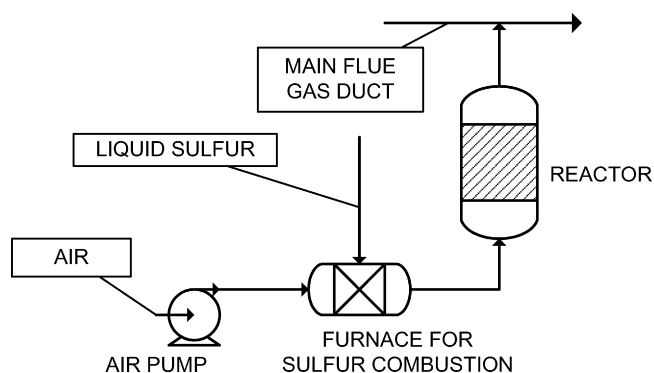 MAIN FLUE
GAS DUCT
LIQUID SULFUR
REACTOR
AIR
FURNACE FOR
SULFUR COMBUSTION
AIR PUMP